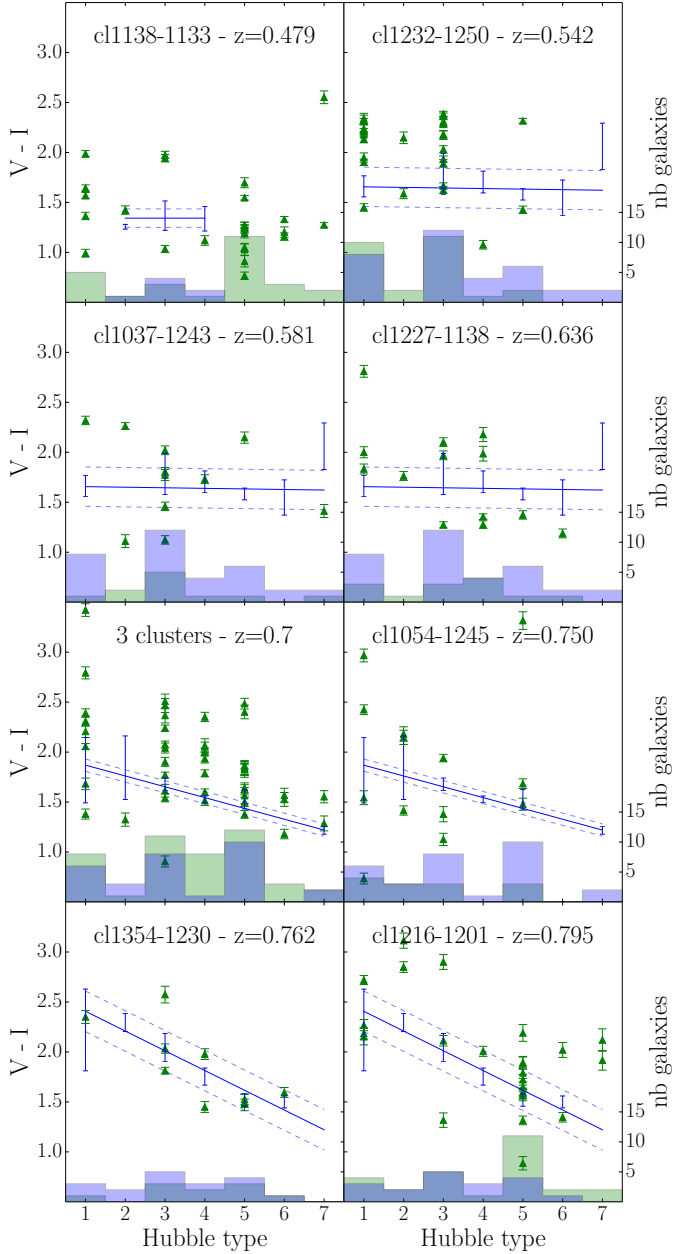 cl1138-1133 - z=0.479
cl1232-1250 - z=0.542
3.0
2.5
2.0
1.5
1.0
V - I
15
10
5
nb galaxies
cl1037-1243 - z=0.581
cl1227-1138 - z=0.636
3.0
2.5
2.0
1.5
1.0
V - I
15
10
5
nb galaxies
3 clusters - z=0.7
cl1054-1245 - z=0.750
3.0
2.5
2.0
1.5
1.0
V - I
15
10
5
nb galaxies
cl1354-1230 - z=0.762
cl1216-1201 - z=0.795
3.0
2.5
2.0
1.5
1.0
V - I
15
10
5
nb galaxies
1 2 3 4 5 6 7
1 2 3 4 5 6 7
Hubble type
Hubble type